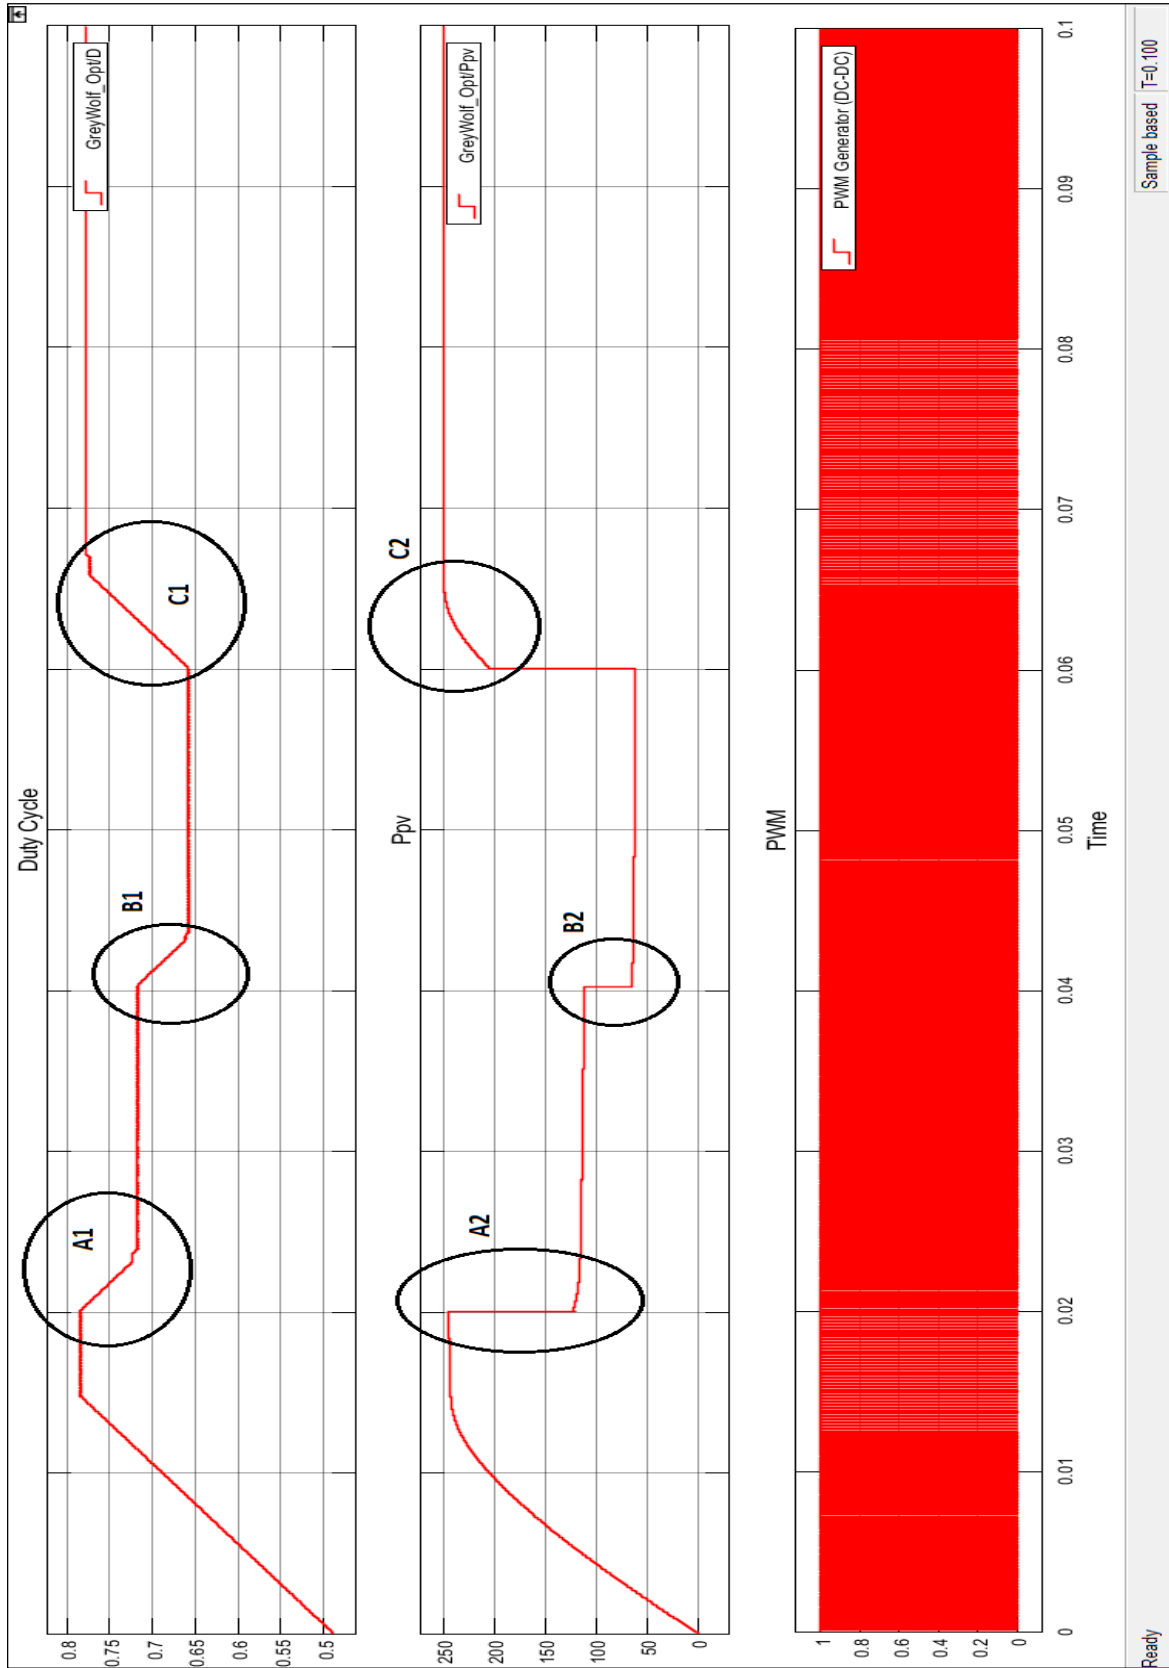 Duty Cycle
0.8
0.75
0.7
0.65
0.6
0.55
0.5
GreyWolf_Opt/D
A1
B1
C1
Ppv
250
200
150
100
50
0
GreyWolf_Opt/Ppv
A2
B2
C2
PWM
1
0.8
0.6
0.4
0.2
0
PWM Generator (DC-DC)
0
0.01
0.02
0.03
0.04
0.05
0.06
0.07
0.08
0.09
0.1
Time
Ready
Sample based
T=0.100